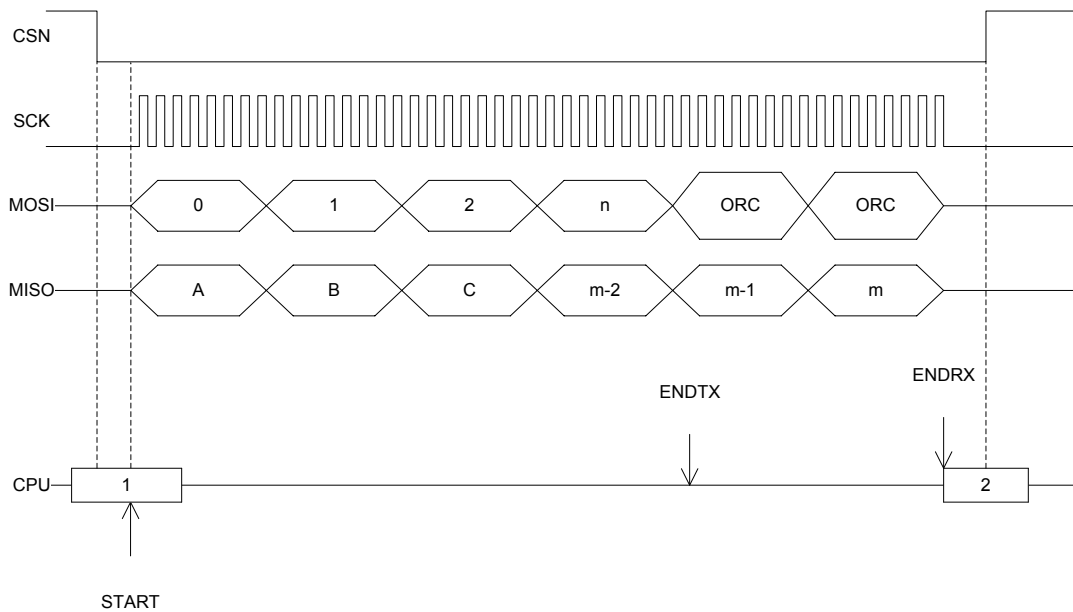 CSN
SCK
MOSI 0 1 2 n ORC ORC
MISO A B C m-2 m-1 m
ENDTX ENDRX
CPU 1 2
START